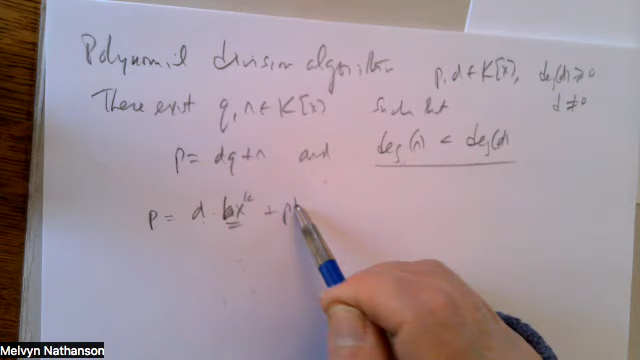 Polynomial division algorithm p, d ∈ K[x], deg(d) ≥ 0
There exist q, r ∈ K[x] such that d ≠ 0
p = dq + r and deg(r) < deg(d)
p = d · bx^k + p
Melvyn Nathanson